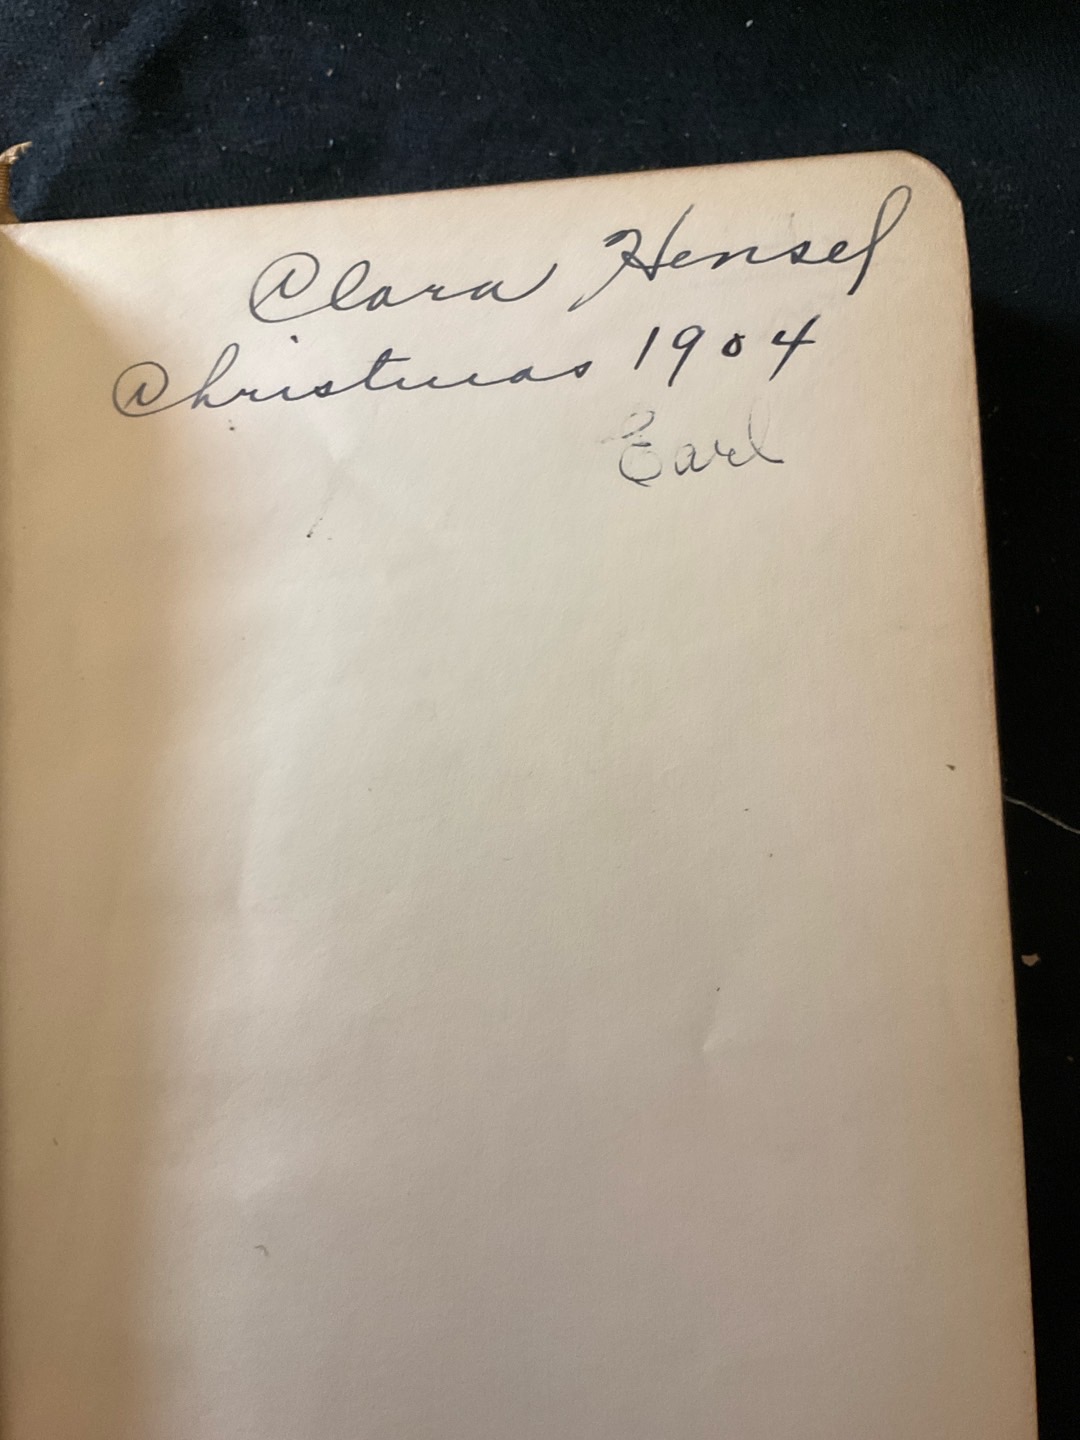 Clara Hensel
Christmas 1904
Earl